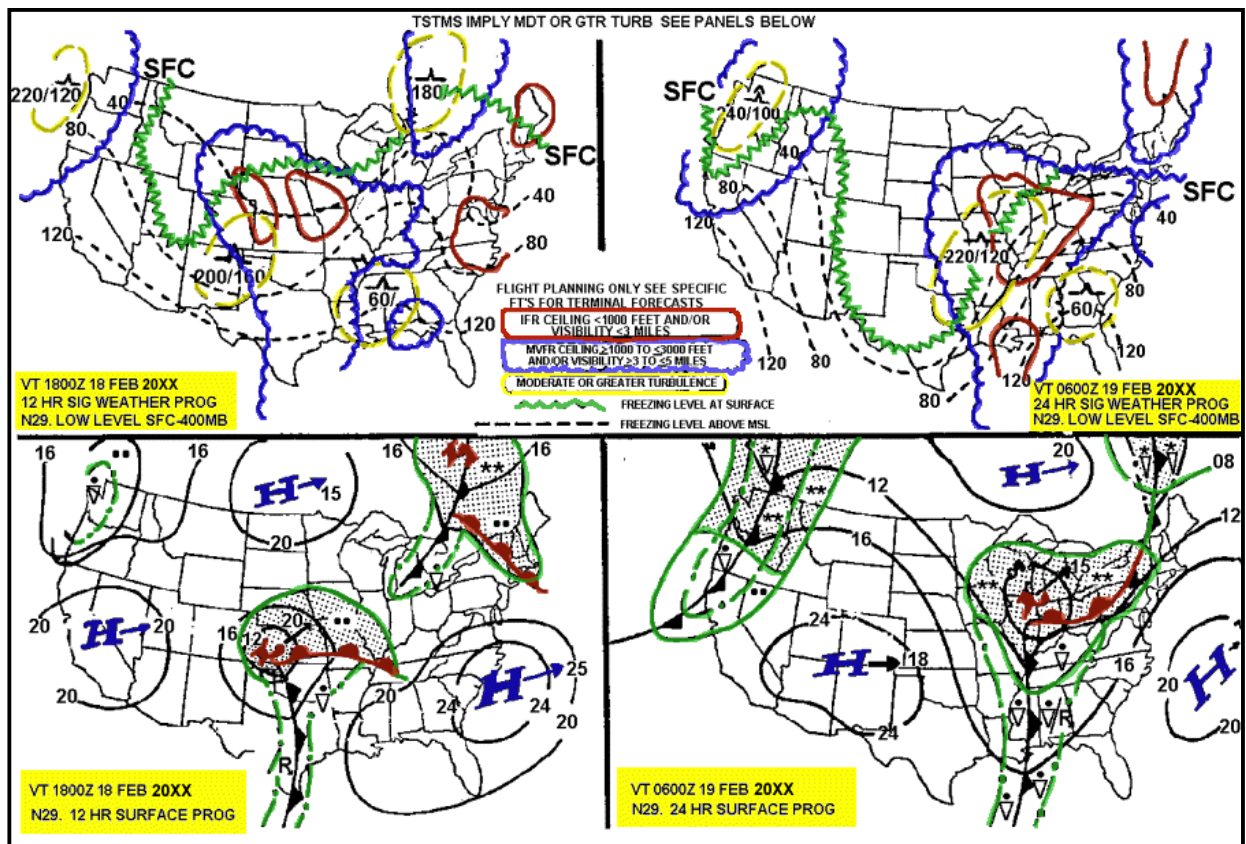 TSTMS IMPLY MDT OR GTR TURB SEE PANELS BELOW
SFC
220/120
40
80
120
180
SFC
40
80
120
200/160
60/
SFC
240/100
40
80
120
SFC
40
220/120
80
60/
120
120
80
120
80
FLIGHT PLANNING ONLY SEE SPECIFIC
FT'S FOR TERMINAL FORECASTS
IFR CEILING <1000 FEET AND/OR
VISIBILITY <3 MILES
MVFR CEILING ≥1000 TO ≤3000 FEET
AND/OR VISIBILITY ≥3 TO ≤5 MILES
MODERATE OR GREATER TURBULENCE
FREEZING LEVEL AT SURFACE
FREEZING LEVEL ABOVE MSL
VT 1800Z 18 FEB 20XX
12 HR SIG WEATHER PROG
N29. LOW LEVEL SFC-400MB
VT 0600Z 19 FEB 20XX
24 HR SIG WEATHER PROG
N29. LOW LEVEL SFC-400MB
16
16
16
H
15
20
20
H
20
20
16
12
20
H
25
24
24
20
R
20
H
12
16
08
12
15
24
H
18
24
16
20
H
20
R
VT 1800Z 18 FEB 20XX
N29. 12 HR SURFACE PROG
VT 0600Z 19 FEB 20XX
N29. 24 HR SURFACE PROG